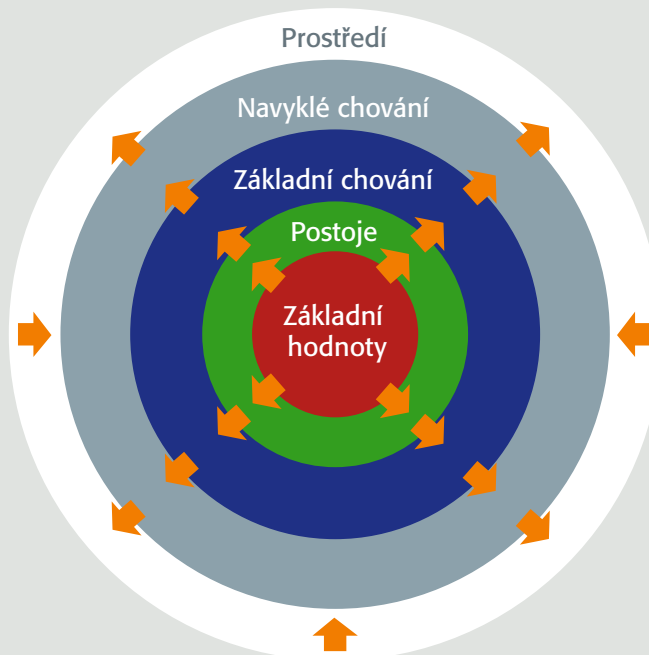 Prostředí
Navyklé chování
Základní chování
Postoje
Základní
hodnoty